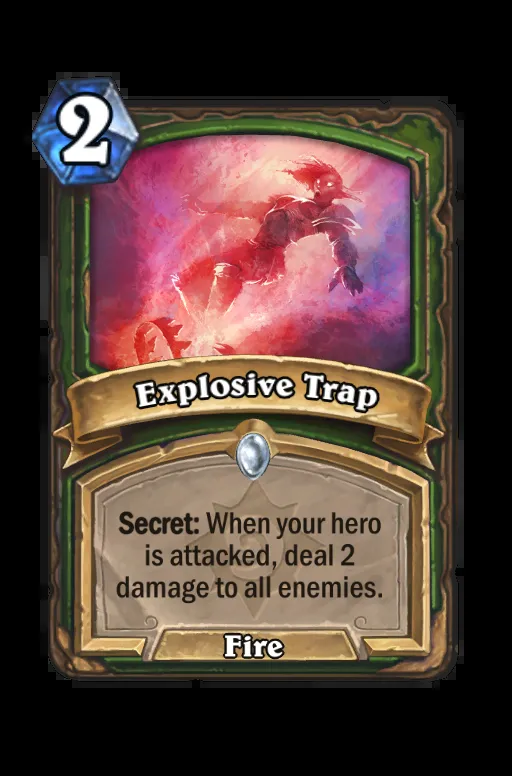 2
Explosive Trap
Secret: When your hero
is attacked, deal 2
damage to all enemies.
Fire